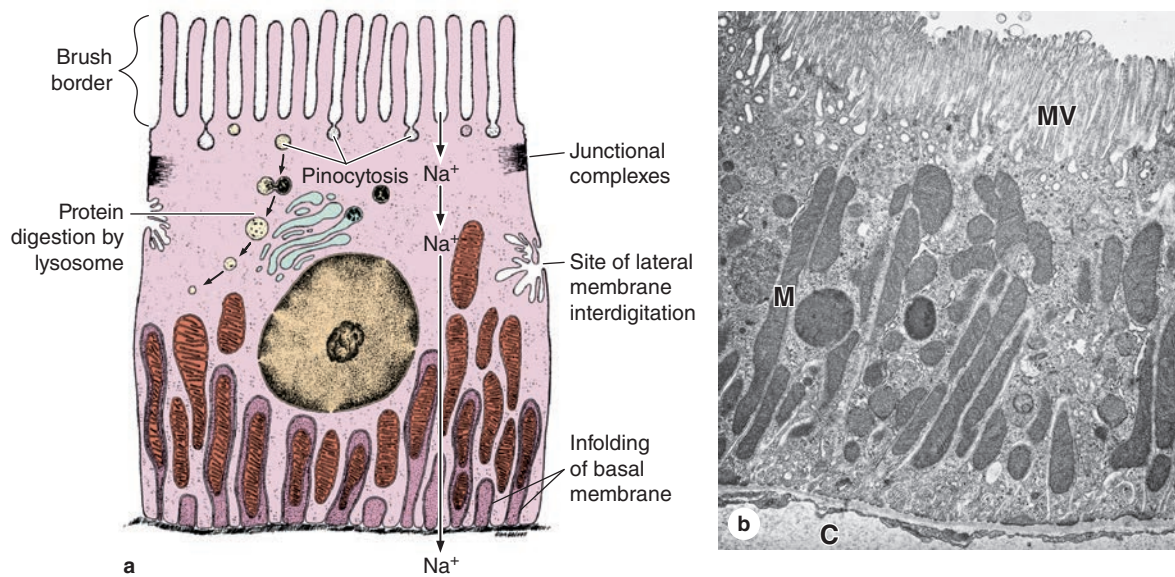 Brush
border
Pinocytosis
Na+
Junctional
complexes
MV
Protein
digestion by
lysosome
Na+
Site of lateral
membrane
interdigitation
M
Infolding
of basal
membrane
a
Na+
b
C